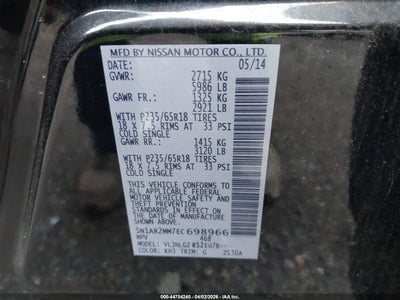 MFD BY NISSAN MOTOR CO., LTD.
DATE: 05/14
GVWR: 2715 KG
5986 LB
GAWR FR.: 1325 KG
2921 LB
WITH P235/65R18 TIRES
18 x 7.5 RIMS AT 33 PSI
COLD SINGLE
GAWR RR.: 1415 KG
3120 LB
WITH P235/65R18 TIRES
18 x 7.5 RIMS AT 33 PSI
COLD SINGLE
THIS VEHICLE CONFORMS TO ALL
APPLICABLE FEDERAL MOTOR
VEHICLE SAFETY AND
THEFT PREVENTION STANDARDS
IN EFFECT ON THE DATE OF
MANUFACTURE SHOWN ABOVE.
5N1AR2MM7EC698966
MPV 468
MODEL:
COLOR: KH3 TRIM: G
IAA-44754240 04/02/2026